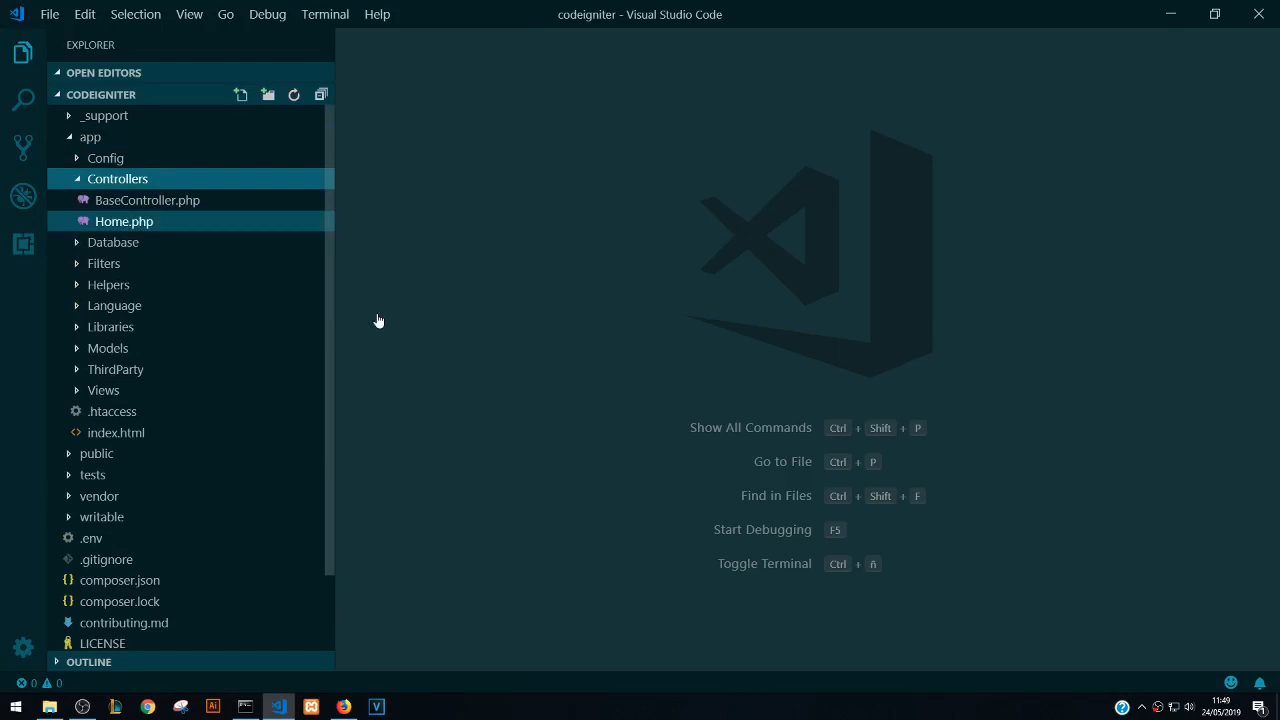 File Edit Selection View Go Debug Terminal Help
codeigniter - Visual Studio Code
EXPLORER
OPEN EDITORS
CODEIGNITER
_support
app
Config
Controllers
BaseController.php
Home.php
Database
Filters
Helpers
Language
Libraries
Models
ThirdParty
Views
.htaccess
index.html
public
tests
vendor
writable
.env
.gitignore
composer.json
composer.lock
contributing.md
LICENSE
OUTLINE
Show All Commands Ctrl + Shift + P
Go to File Ctrl + P
Find in Files Ctrl + Shift + F
Start Debugging F5
Toggle Terminal Ctrl + ñ
0 0
Ai
V
11:49
24/05/2019